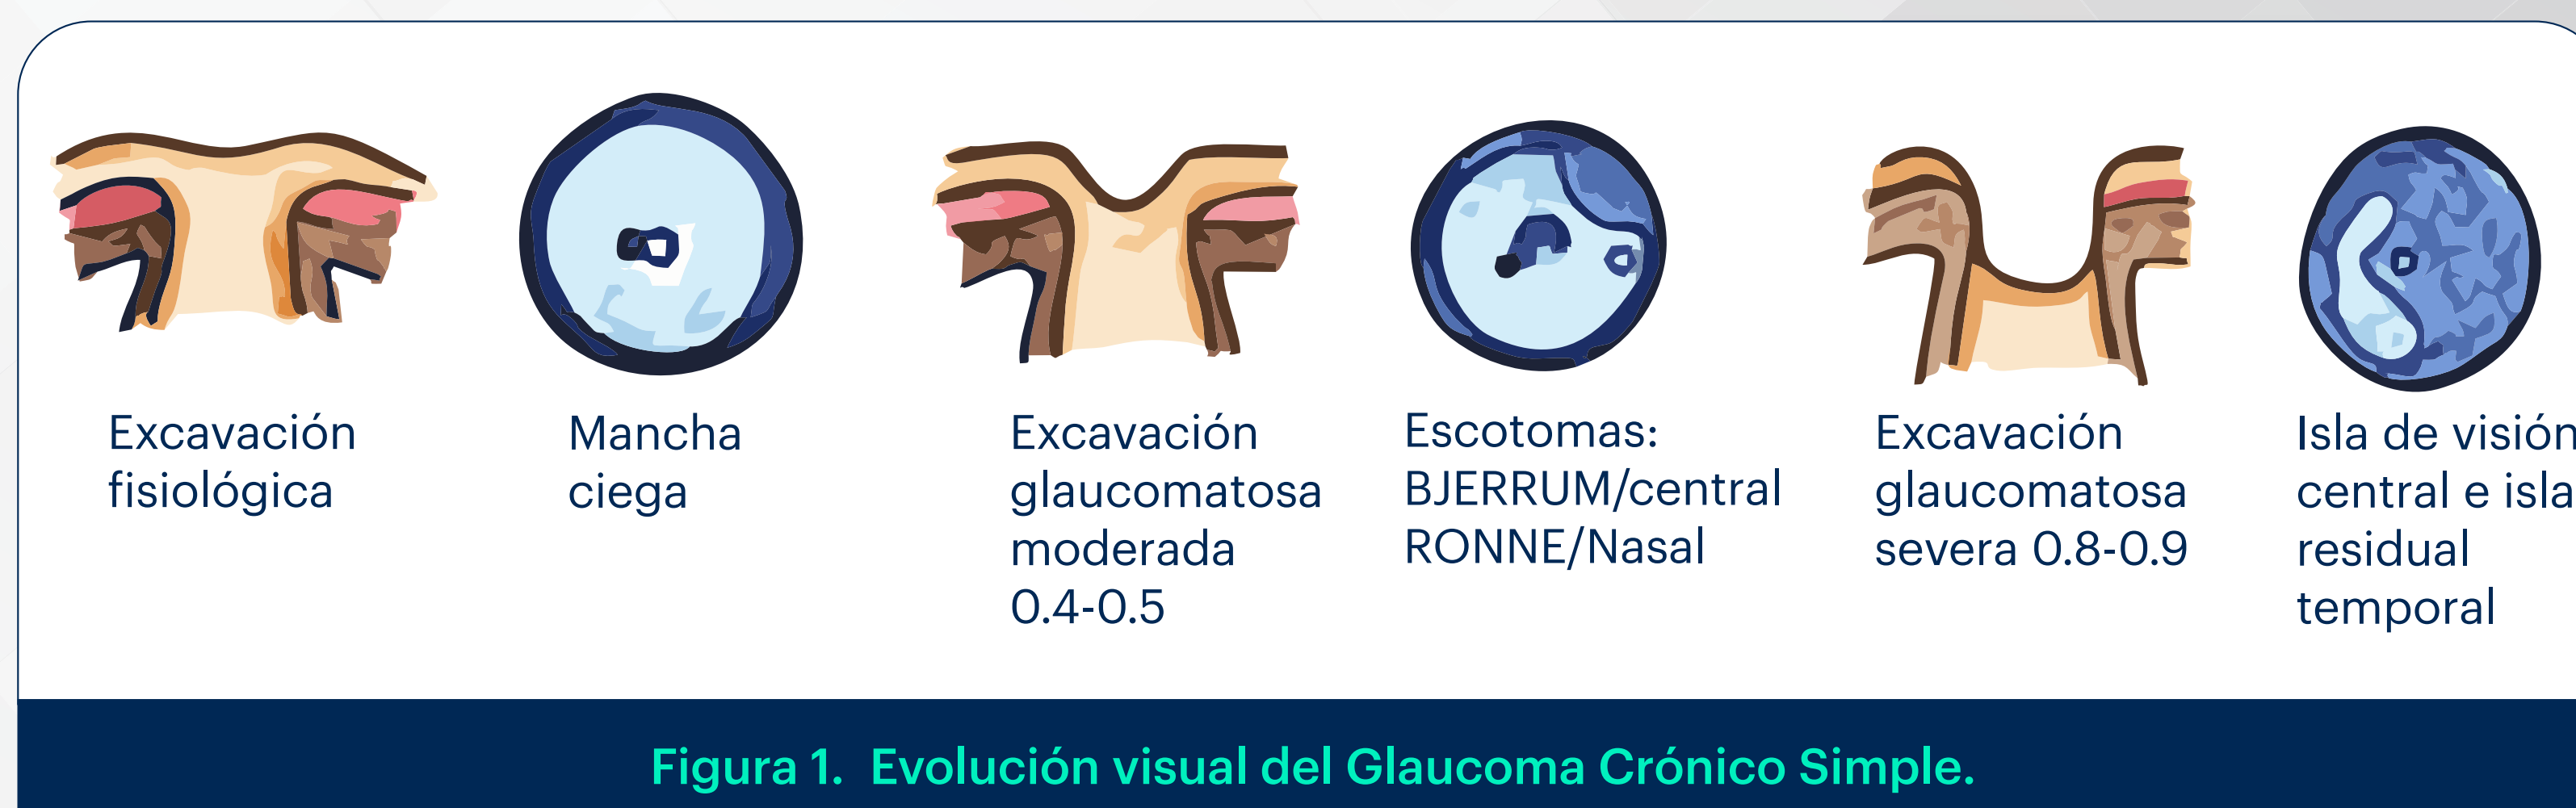 Excavación
fisiológica
Mancha
ciega
Excavación
glaucomatosa
moderada
0.4-0.5
Escotomas:
BJERRUM/central
RONNE/Nasal
Excavación
glaucomatosa
severa 0.8-0.9
Isla de visión
central e isla
residual
temporal
Figura 1. Evolución visual del Glaucoma Crónico Simple.